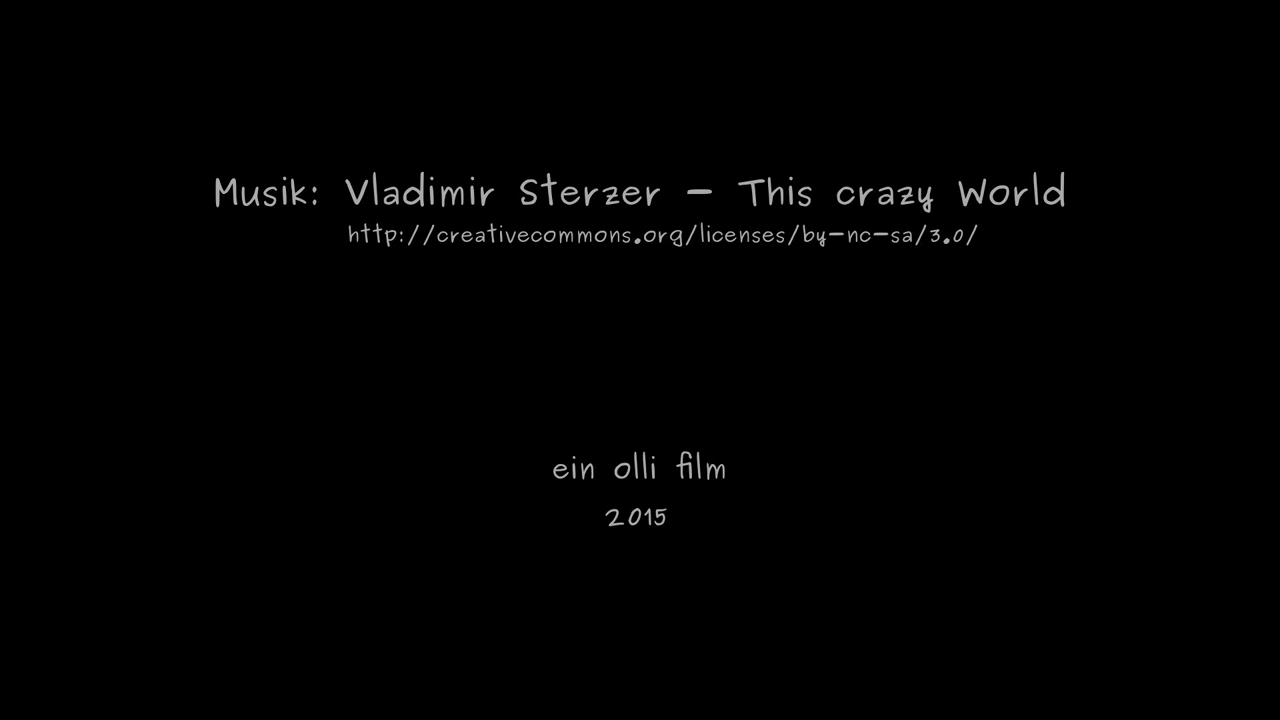 Musik: Vladimir Sterzer - This crazy World
http://creativecommons.org/licenses/by-nc-sa/3.0/
ein olli film
2015